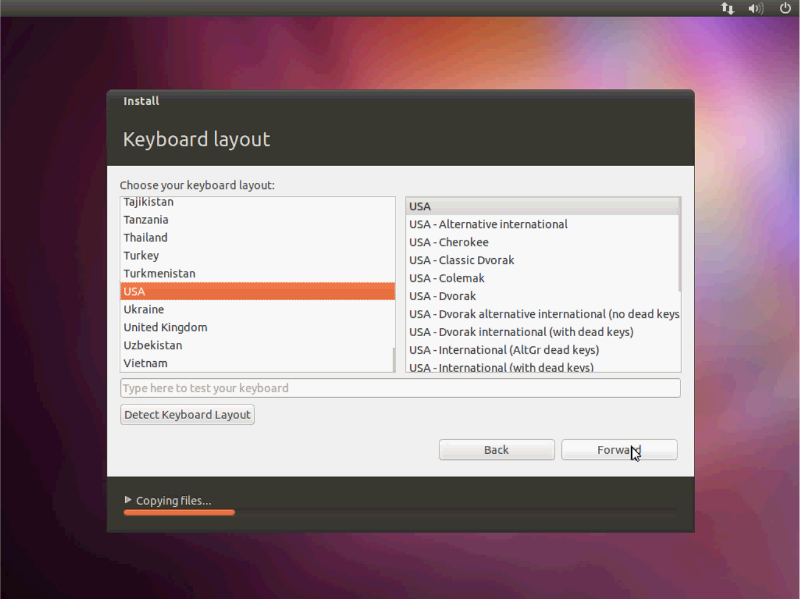 Install
Keyboard layout
Choose your keyboard layout:
Tajikistan
Tanzania
Thailand
Turkey
Turkmenistan
USA
Ukraine
United Kingdom
Uzbekistan
Vietnam
USA
USA - Alternative international
USA - Cherokee
USA - Classic Dvorak
USA - Colemak
USA - Dvorak
USA - Dvorak alternative international (no dead keys
USA - Dvorak international (with dead keys)
USA - International (AltGr dead keys)
USA - International (with dead keys)
Type here to test your keyboard
Detect Keyboard Layout
Back
Forward
Copying files...